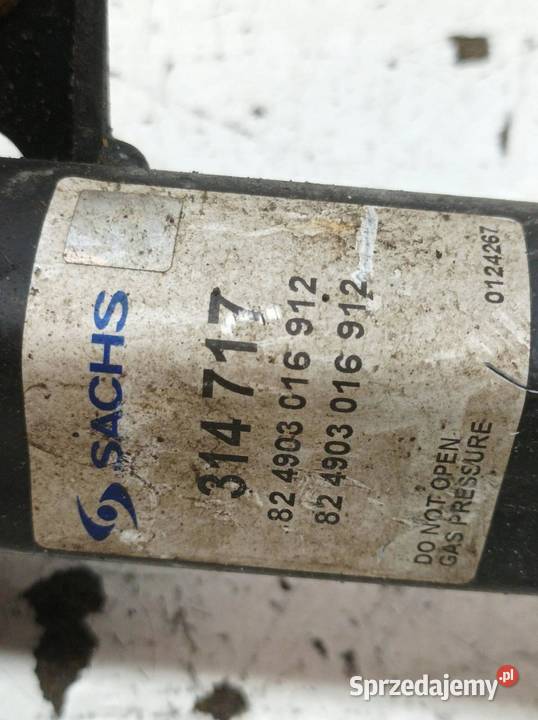 SACHS
314 717
82 4903 016 912
82 4903 016 912
DO NOT OPEN
GAS PRESSURE
0124267
Sprzedajemy.pl